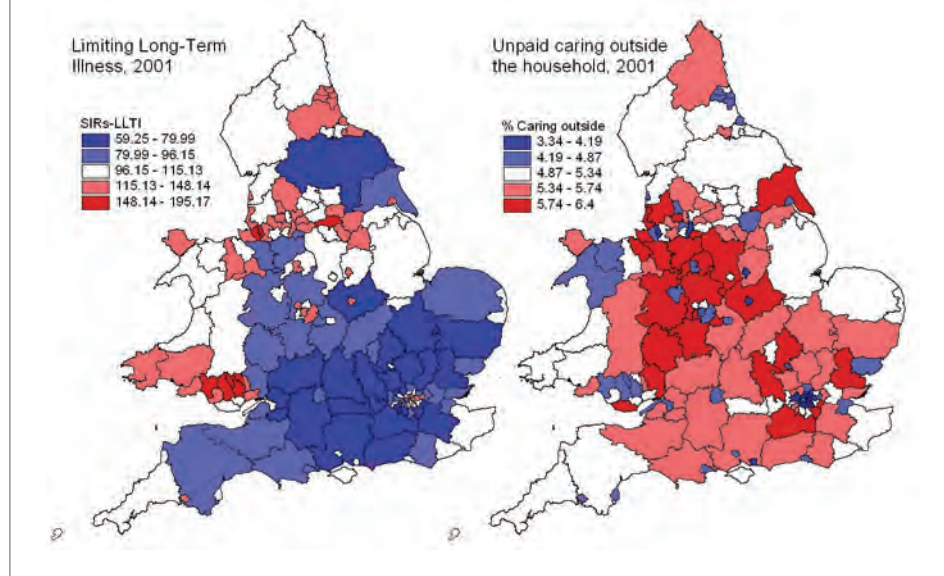 Limiting Long-Term
Illness, 2001
SIRs-LLTI
59.25 - 79.99
79.99 - 96.15
96.15 - 115.13
115.13 - 148.14
148.14 - 195.17
Unpaid caring outside
the household, 2001
% Caring outside
3.34 - 4.19
4.19 - 4.87
4.87 - 5.34
5.34 - 5.74
5.74 - 6.4